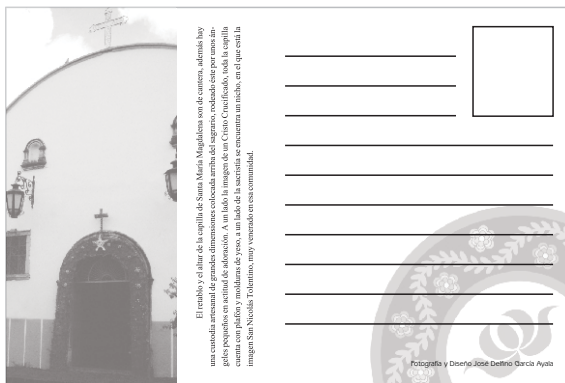 El retablo y el altar de la capilla de Santa María Magdalena son de cantera, además hay
una custodia artesanal de grandes dimensiones colocada arriba del sagrario, rodeado éste por unos án-
geles pequeños en actitud de adoración. A un lado la imagen de un Cristo Crucificado, toda la capilla
cuenta con plafón y molduras de yeso, a un lado de la sacristía se encuentra un nicho, en el que está la
imagen San Nicolás Tolentino, muy venerado en esa comunidad.
Fotografía y Diseño José Delfino García Ayala